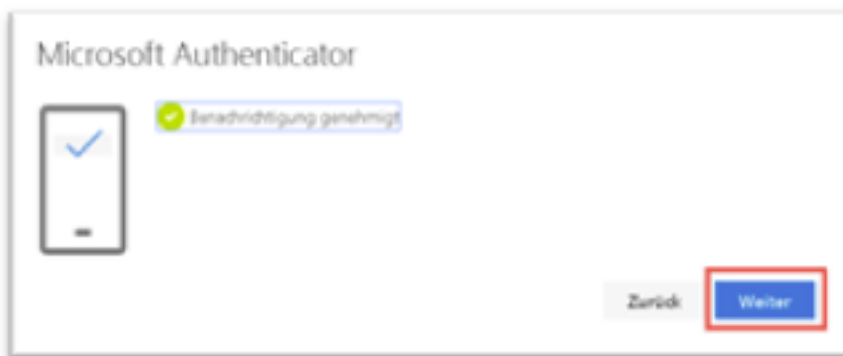 Microsoft Authenticator
Benachrichtigung genehmigt
Zurück
Weiter